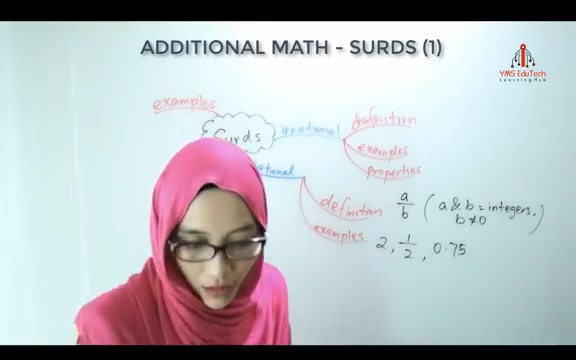 ADDITIONAL MATH - SURDS (1)
YMS EduTech
Learning Hub
examples
Surds
irrational
definition
examples
properties
definition
a/b (a & b = integers,
b ≠ 0)
examples
2, 1/2, 0.75